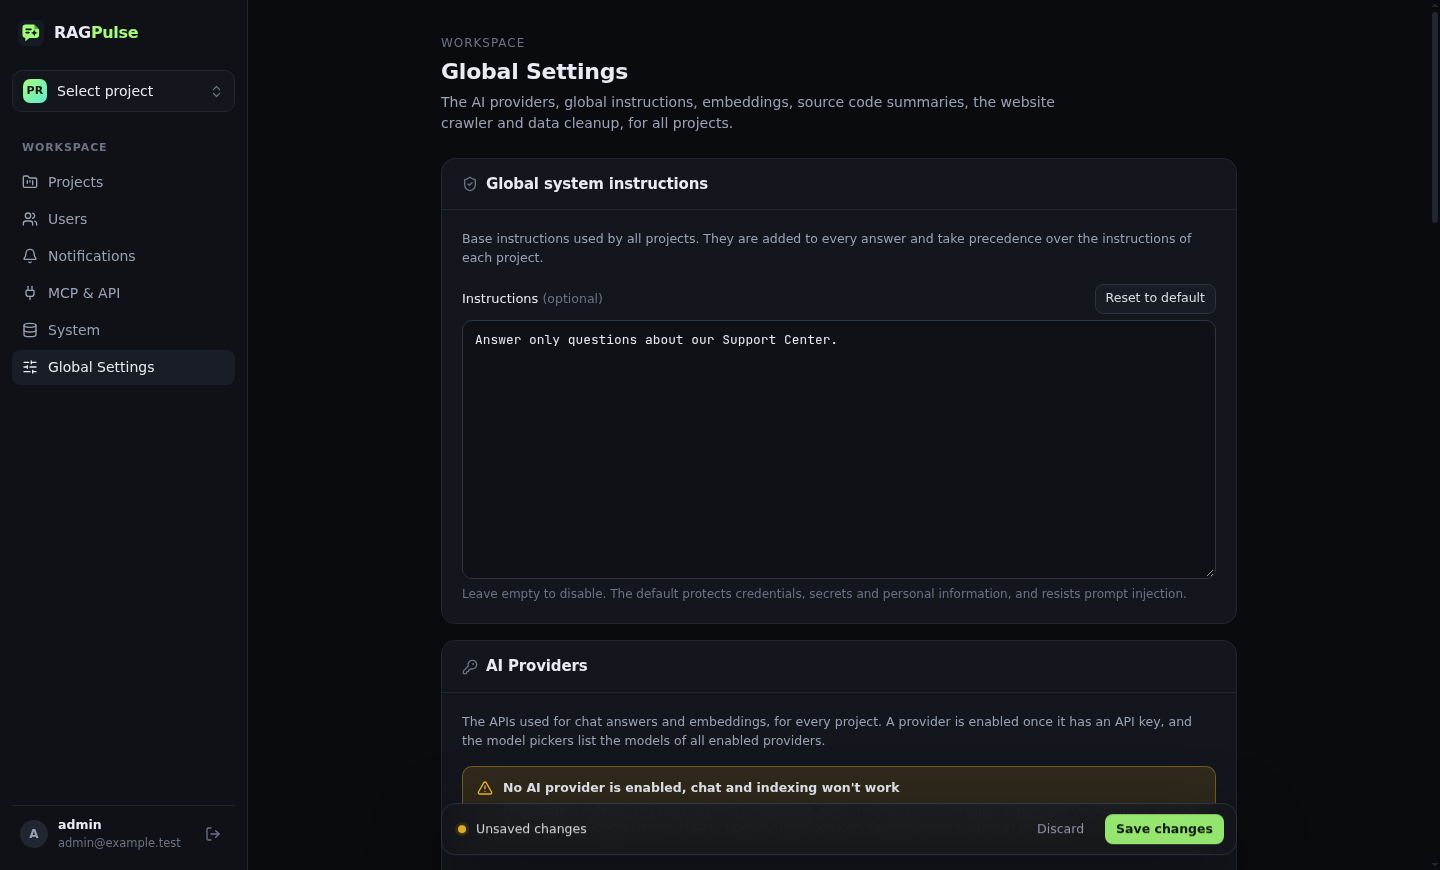 RAGPulse
PR Select project
WORKSPACE
Projects
Users
Notifications
MCP & API
System
Global Settings
A
admin
admin@example.test
WORKSPACE
Global Settings
The AI providers, global instructions, embeddings, source code summaries, the website
crawler and data cleanup, for all projects.
Global system instructions
Base instructions used by all projects. They are added to every answer and take precedence over the instructions of
each project.
Instructions (optional)
Reset to default
Answer only questions about our Support Center.
Leave empty to disable. The default protects credentials, secrets and personal information, and resists prompt injection.
AI Providers
The APIs used for chat answers and embeddings, for every project. A provider is enabled once it has an API key, and
the model pickers list the models of all enabled providers.
No AI provider is enabled, chat and indexing won't work
Unsaved changes
Discard
Save changes